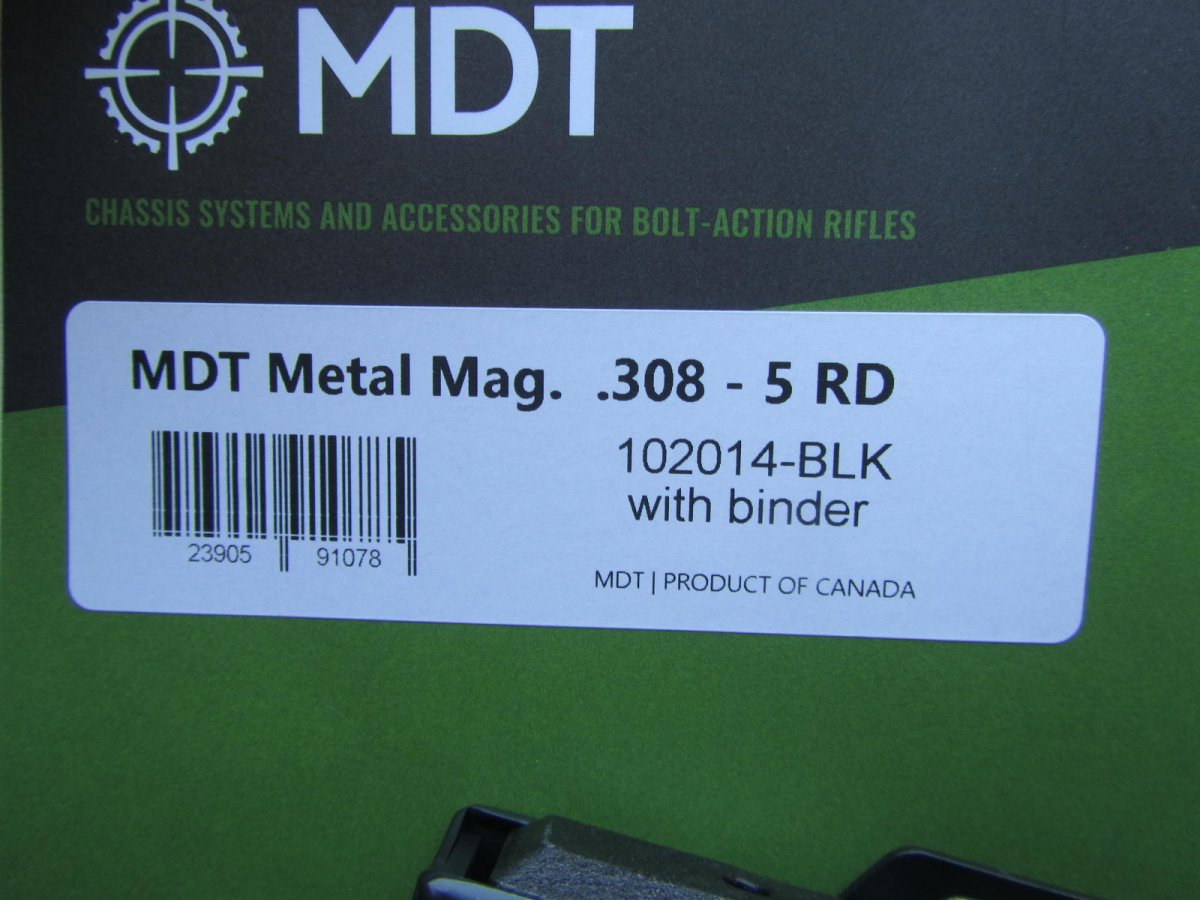 MDT
CHASSIS SYSTEMS AND ACCESSORIES FOR BOLT-ACTION RIFLES
MDT Metal Mag. .308 - 5 RD
102014-BLK
with binder
23905 91078
MDT | PRODUCT OF CANADA